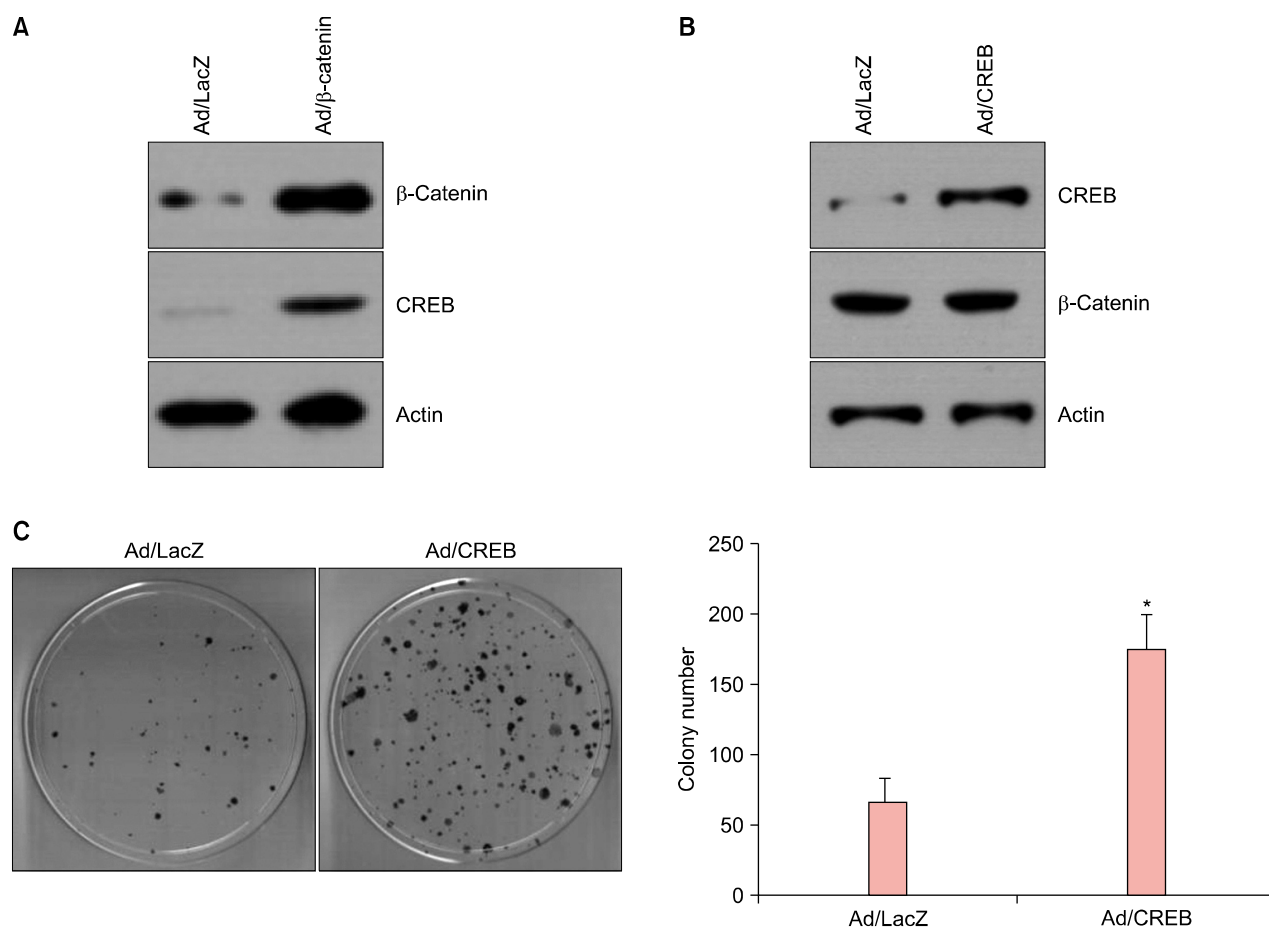 A
Ad/LacZ
Ad/β-catenin
β-Catenin
CREB
Actin
B
Ad/LacZ
Ad/CREB
CREB
β-Catenin
Actin
C
Ad/LacZ
Ad/CREB
Colony number
250
200
150
100
50
0
*
Ad/LacZ
Ad/CREB